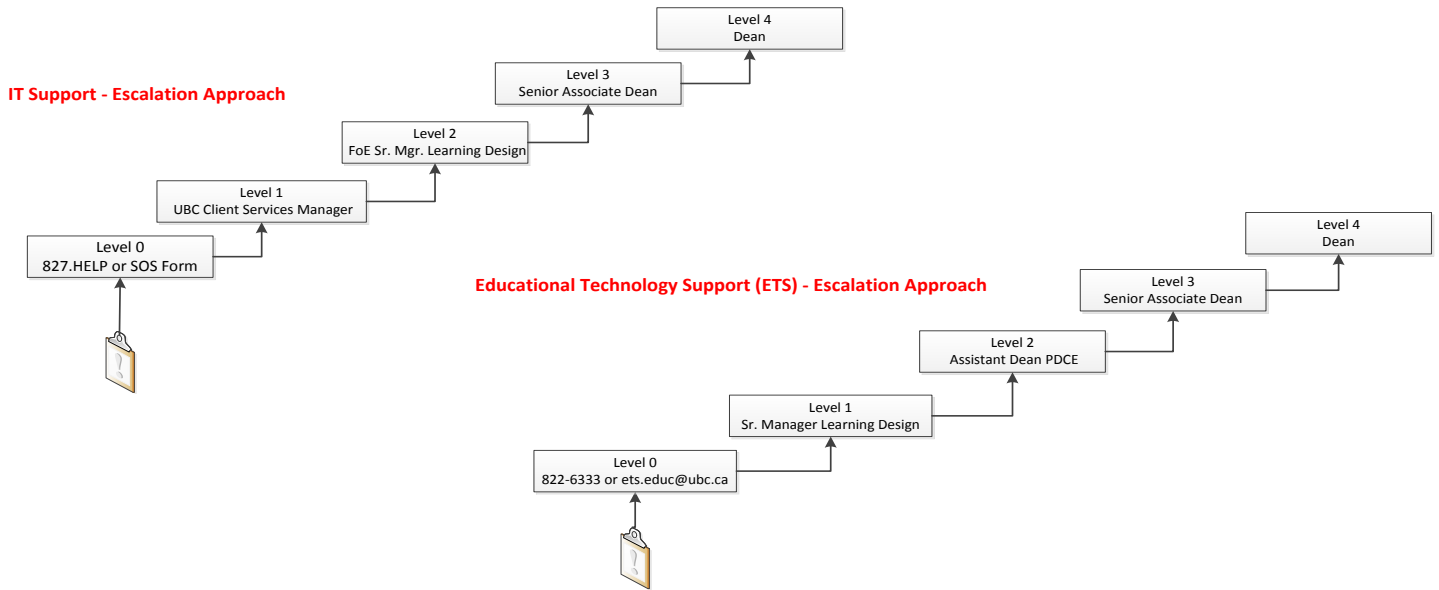 IT Support - Escalation Approach
Level 4
Dean
Level 3
Senior Associate Dean
Level 2
FoE Sr. Mgr. Learning Design
Level 1
UBC Client Services Manager
Level 0
827.HELP or SOS Form
Educational Technology Support (ETS) - Escalation Approach
Level 4
Dean
Level 3
Senior Associate Dean
Level 2
Assistant Dean PDCE
Level 1
Sr. Manager Learning Design
Level 0
822-6333 or ets.educ@ubc.ca